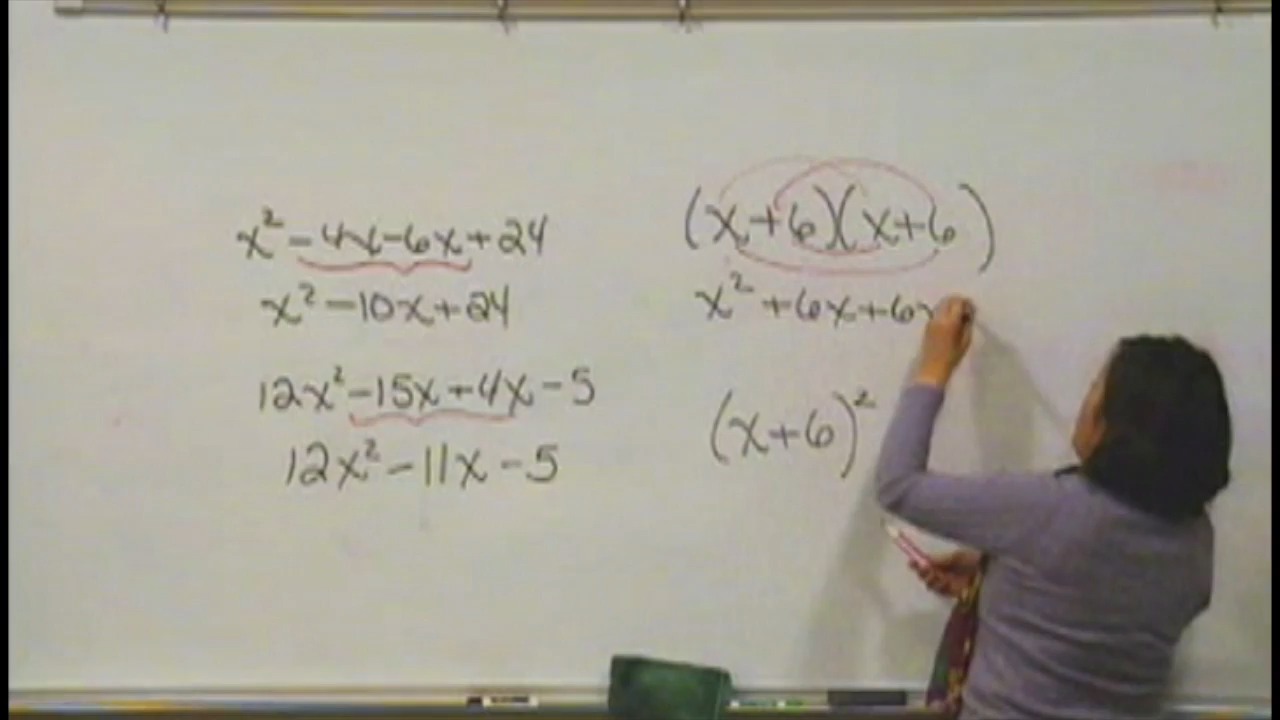 x² - 4x - 6x + 24
x² - 10x + 24
12x² - 15x + 4x - 5
12x² - 11x - 5
(x+6)(x+6)
x² + 6x + 6x
(x+6)²